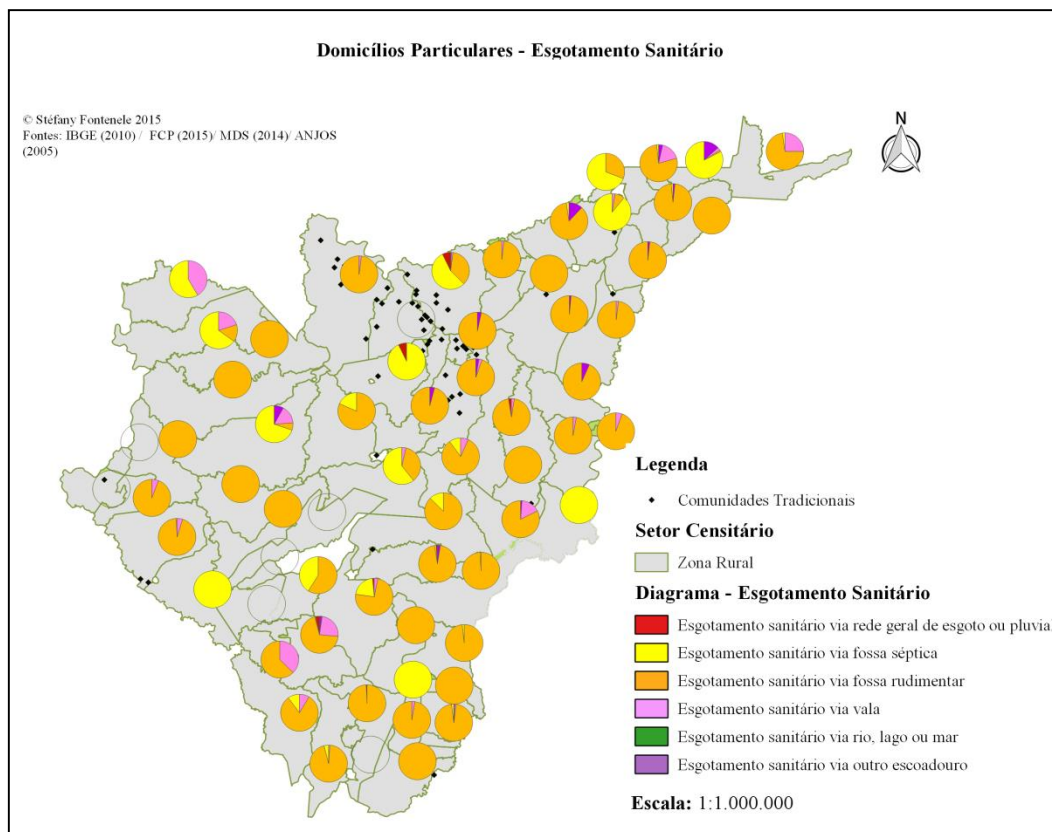 Domicílios Particulares - Esgotamento Sanitário
© Stéfany Fontenele 2015
Fontes: IBGE (2010) / FCP (2015)/ MDS (2014)/ ANJOS
(2005)
N
Legenda
Comunidades Tradicionais
Setor Censitário
Zona Rural
Diagrama - Esgotamento Sanitário
Esgotamento sanitário via rede geral de esgoto ou pluvial
Esgotamento sanitário via fossa séptica
Esgotamento sanitário via fossa rudimentar
Esgotamento sanitário via vala
Esgotamento sanitário via rio, lago ou mar
Esgotamento sanitário via outro escoadouro
Escala: 1:1.000.000